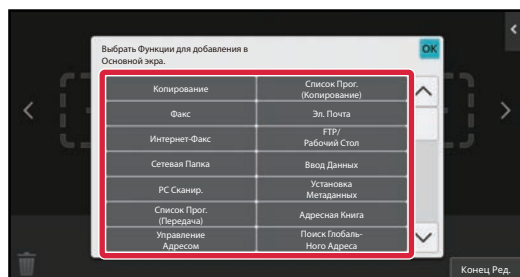 Выбрать Функции для добавления в
Основной экра.
OK
Копирование
Список Прог.
(Копирование)
Факс
Эл. Почта
Интернет-Факс
FTP/
Рабочий Стол
Сетевая Папка
Ввод Данных
PC Сканир.
Установка
Метаданных
Список Прог.
(Передача)
Адресная Книга
Управление
Адресом
Поиск Глобаль-
Ного Адреса
Конец Ред.